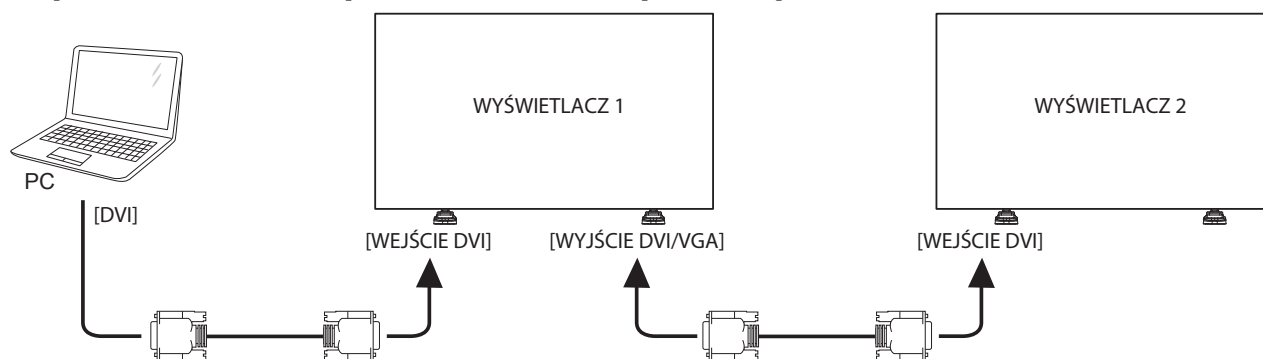 WYŚWIETLACZ 1
WYŚWIETLACZ 2
PC
[DVI]
[WEJŚCIE DVI]
[WYJŚCIE DVI/VGA]
[WEJŚCIE DVI]